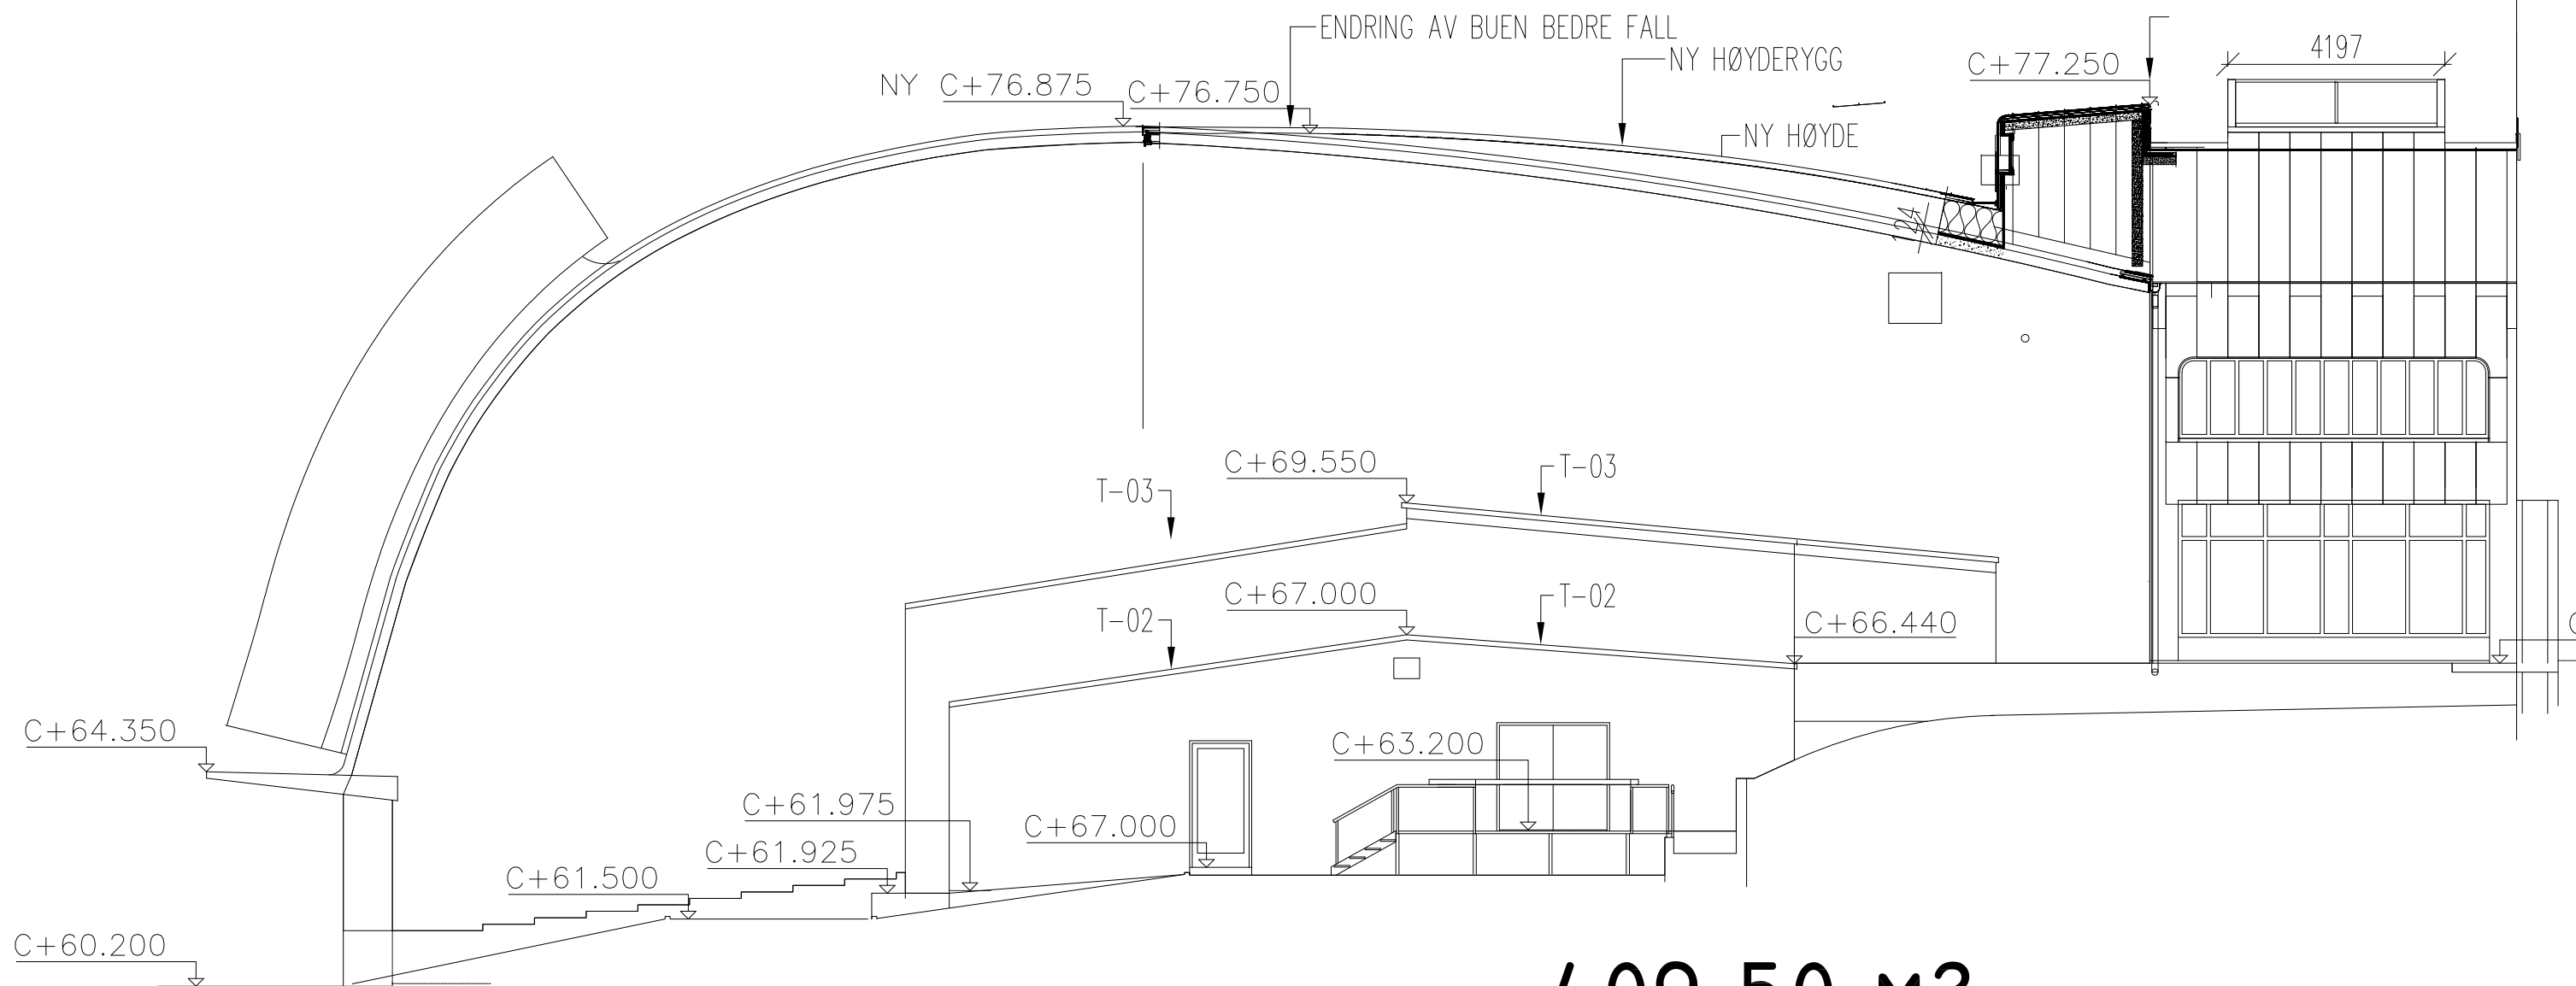 ENDRING AV BUEN BEDRE FALL
4197
NY HØYDERYGG
C+77.250
NY C+76.875
C+76.750
NY HØYDE
C+69.550
T-03
T-03
C+67.000
T-02
T-02
C+66.440
C+64.350
C+63.200
C+61.975
C+67.000
C+61.925
C+61.500
C+60.200